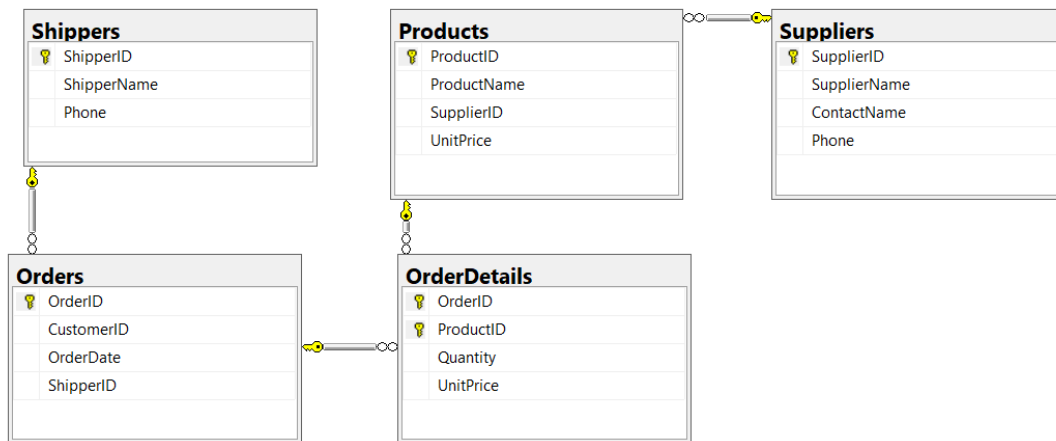 Shippers
ShipperID
ShipperName
Phone
Products
ProductID
ProductName
SupplierID
UnitPrice
Suppliers
SupplierID
SupplierName
ContactName
Phone
Orders
OrderID
CustomerID
OrderDate
ShipperID
OrderDetails
OrderID
ProductID
Quantity
UnitPrice